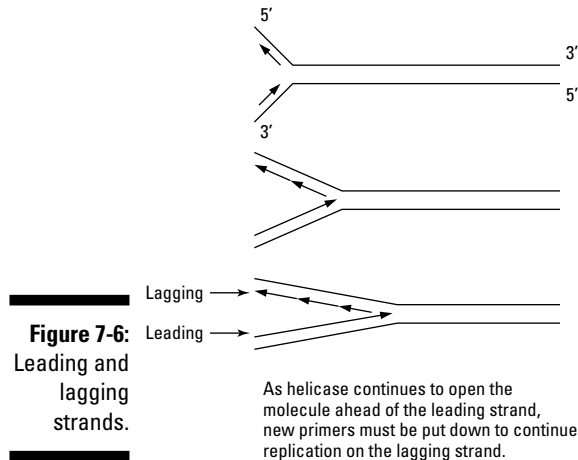 5′
3′
5′
3′
Lagging
Leading
Figure 7-6:
Leading and
lagging
strands.
As helicase continues to open the
molecule ahead of the leading strand,
new primers must be put down to continue
replication on the lagging strand.